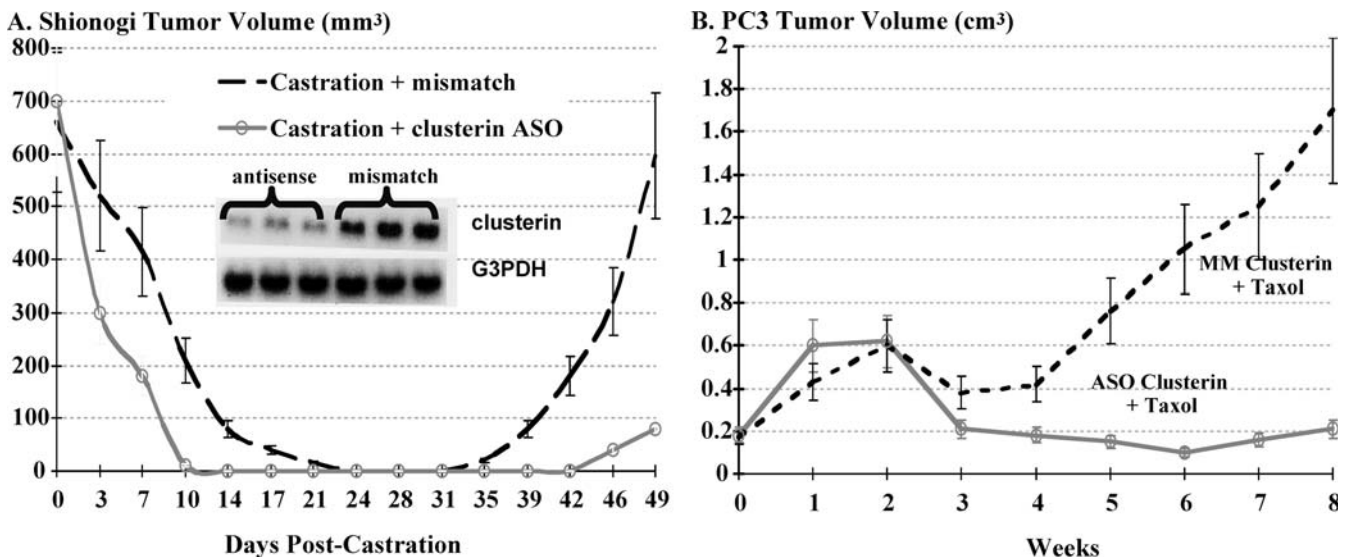 A. Shionogi Tumor Volume (mm³)
800
700
600
500
400
300
200
100
0
Castration + mismatch
Castration + clusterin ASO
antisense mismatch
clusterin
G3PDH
0 3 7 10 14 17 21 24 28 31 35 39 42 46 49
Days Post-Castration
B. PC3 Tumor Volume (cm³)
2
1.8
1.6
1.4
1.2
1
0.8
0.6
0.4
0.2
0
MM Clusterin
+ Taxol
ASO Clusterin
+ Taxol
0 1 2 3 4 5 6 7 8
Weeks